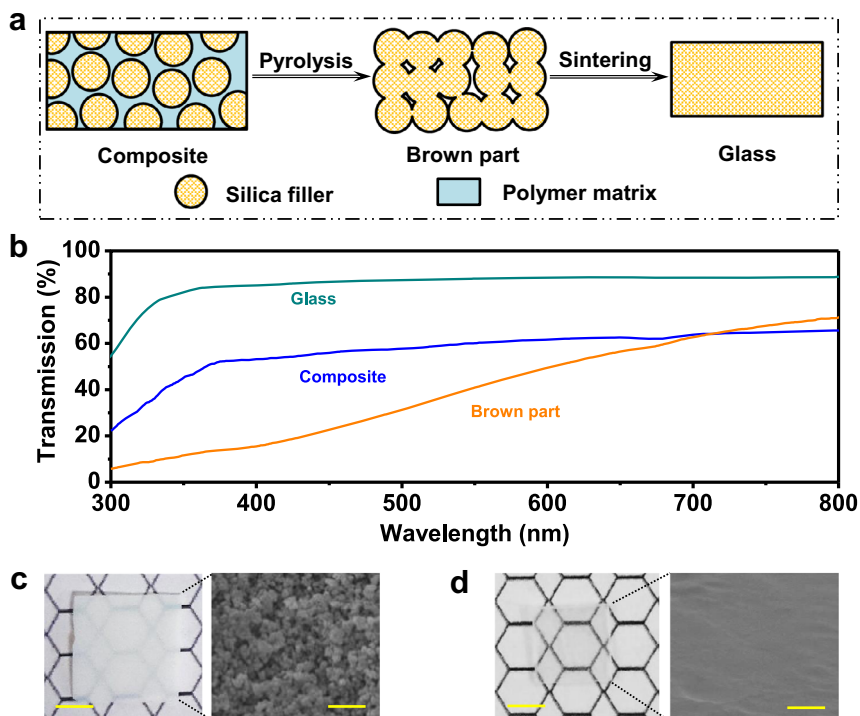 a
Pyrolysis
Sintering
Composite
Brown part
Glass
Silica filler
Polymer matrix
b
Transmission (%)
100
80
60
40
20
0
Glass
Composite
Brown part
300
400
500
600
700
800
Wavelength (nm)
c
d